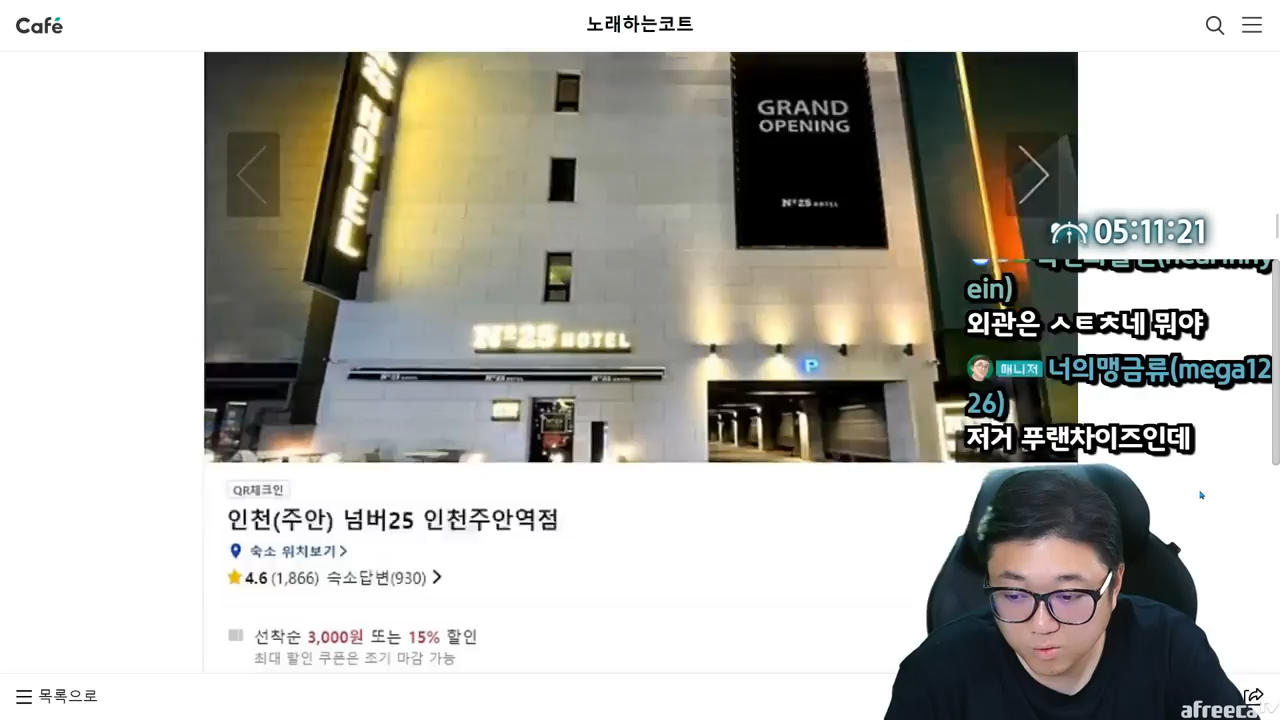 Café
노래하는코트
HOTEL
GRAND
OPENING
Nº25 HOTEL
Nº25 HOTEL
P
05:11:21
ein)
외관은 ㅅㅌㅊ네 뭐야
매니저 너의맹금류(mega12
26)
저거 푸랜차이즈인데
QR체크인
인천(주안) 넘버25 인천주안역점
숙소 위치보기 >
4.6 (1,866) 숙소답변(930) >
선착순 3,000원 또는 15% 할인
최대 할인 쿠폰은 조기 마감 가능
목록으로
afreecaTV